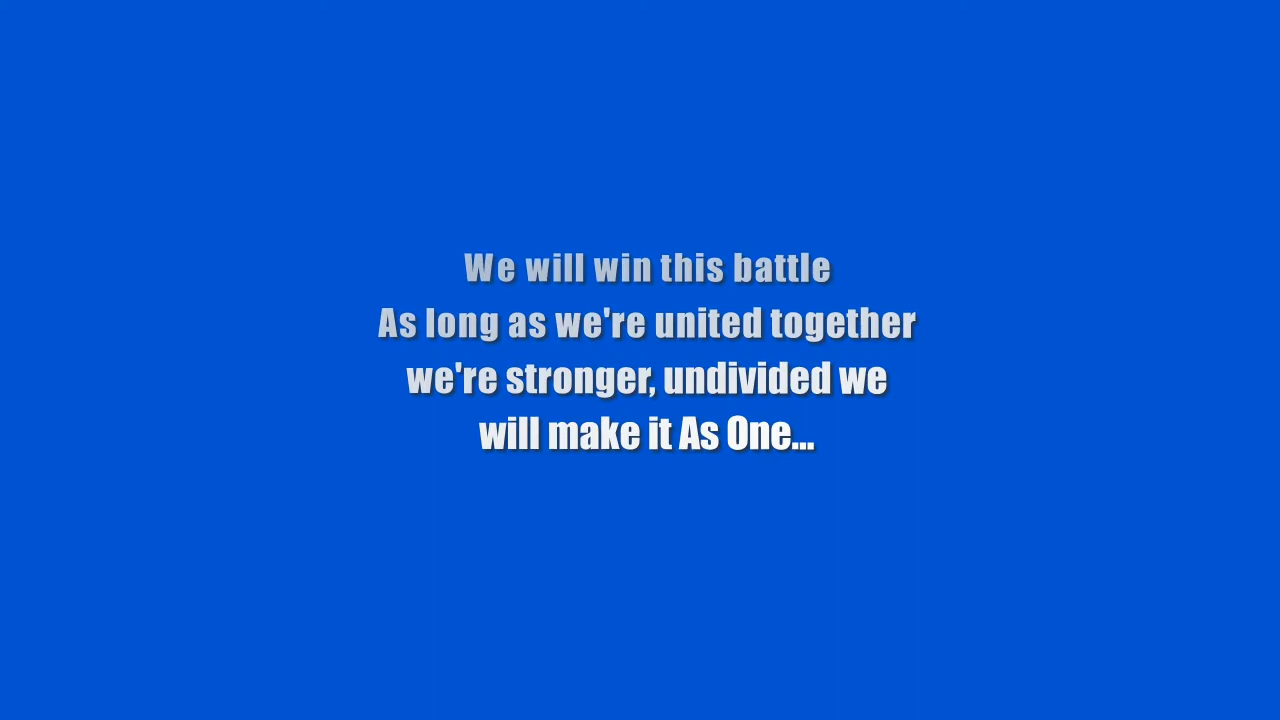 We will win this battle
As long as we're united together
we're stronger, undivided we
will make it As One...